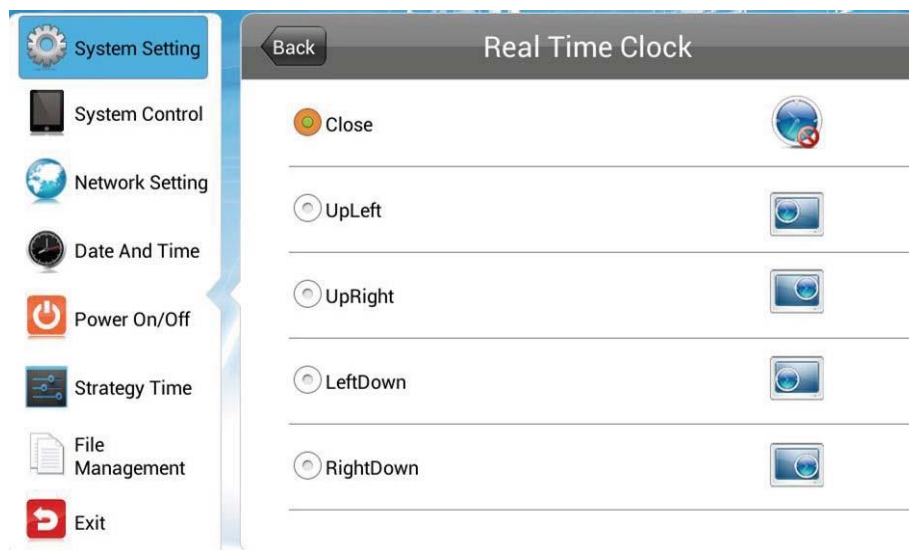 System Setting
System Control
Network Setting
Date And Time
Power On/Off
Strategy Time
File
Management
Exit
Back
Real Time Clock
Close
UpLeft
UpRight
LeftDown
RightDown